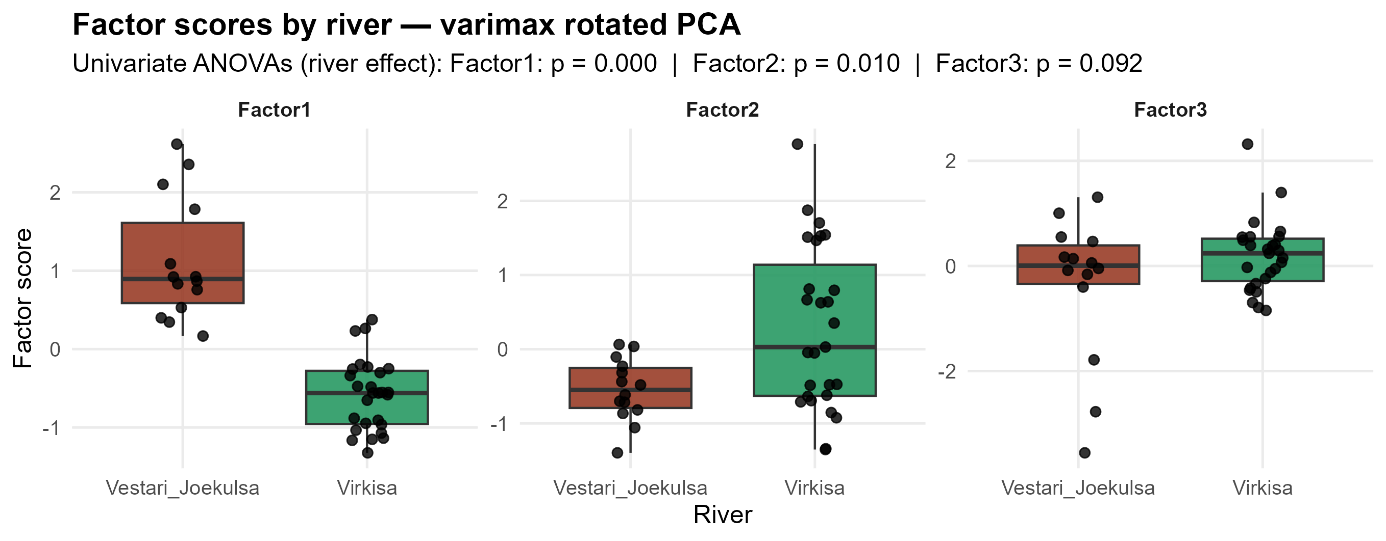 Factor scores by river — varimax rotated PCA
Univariate ANOVAs (river effect): Factor1: p = 0.000 | Factor2: p = 0.010 | Factor3: p = 0.092
Factor1
Factor2
Factor3
Factor score
2
1
0
-1
2
1
0
-1
2
0
-2
Vestari_Joekulsa
Virkisa
Vestari_Joekulsa
Virkisa
Vestari_Joekulsa
Virkisa
River